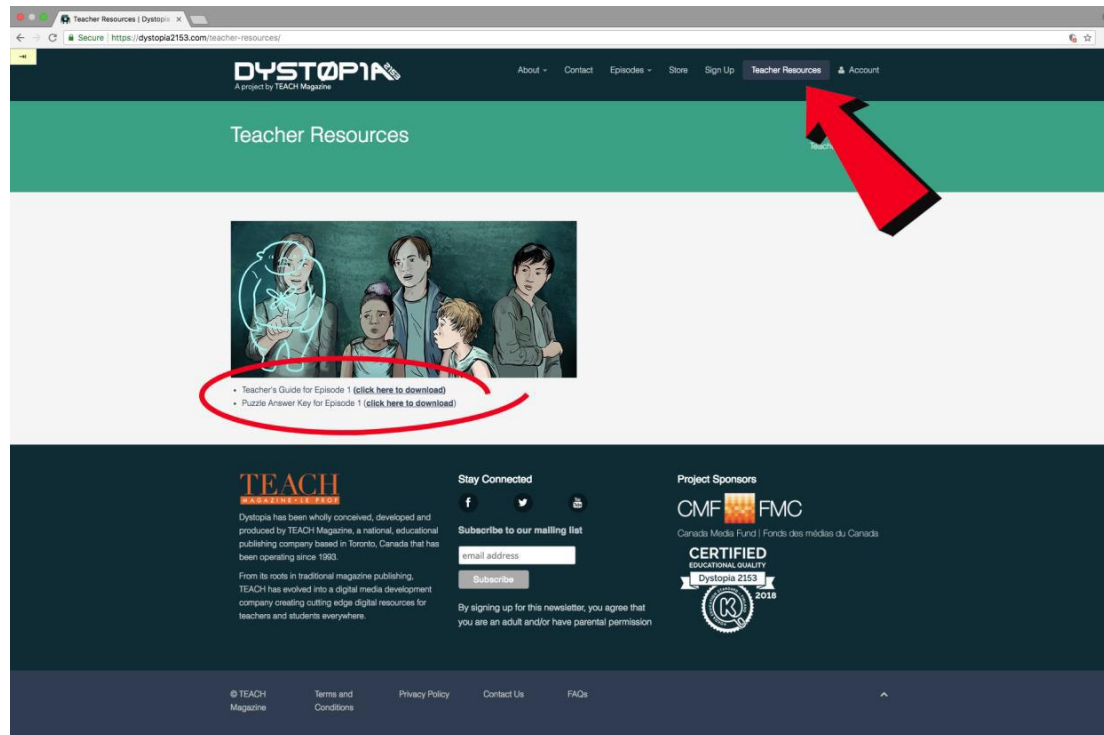 Teacher Resources | Dystopi
Secure | https://dystopia2153.com/teacher-resources/
DYSTØP1A 2153
A project by TEACH Magazine
About
Contact
Episodes
Store
Sign Up
Teacher Resources
Account
Teacher Resources
• Teacher's Guide for Episode 1 (click here to download)
• Puzzle Answer Key for Episode 1 (click here to download)
TEACH
MAGAZINE • LE PROF
Dystopia has been wholly conceived, developed and
produced by TEACH Magazine, a national, educational
publishing company based in Toronto, Canada that has
been operating since 1993.
From its roots in traditional magazine publishing,
TEACH has evolved into a digital media development
company creating cutting edge digital resources for
teachers and students everywhere.
Stay Connected
Subscribe to our mailing list
email address
Subscribe
By signing up for this newsletter, you agree that
you are an adult and/or have parental permission
Project Sponsors
CMF FMC
Canada Media Fund | Fonds des médias du Canada
CERTIFIED
EDUCATIONAL QUALITY
Dystopia 2153
2018
K
© TEACH
Magazine
Terms and
Conditions
Privacy Policy
Contact Us
FAQs